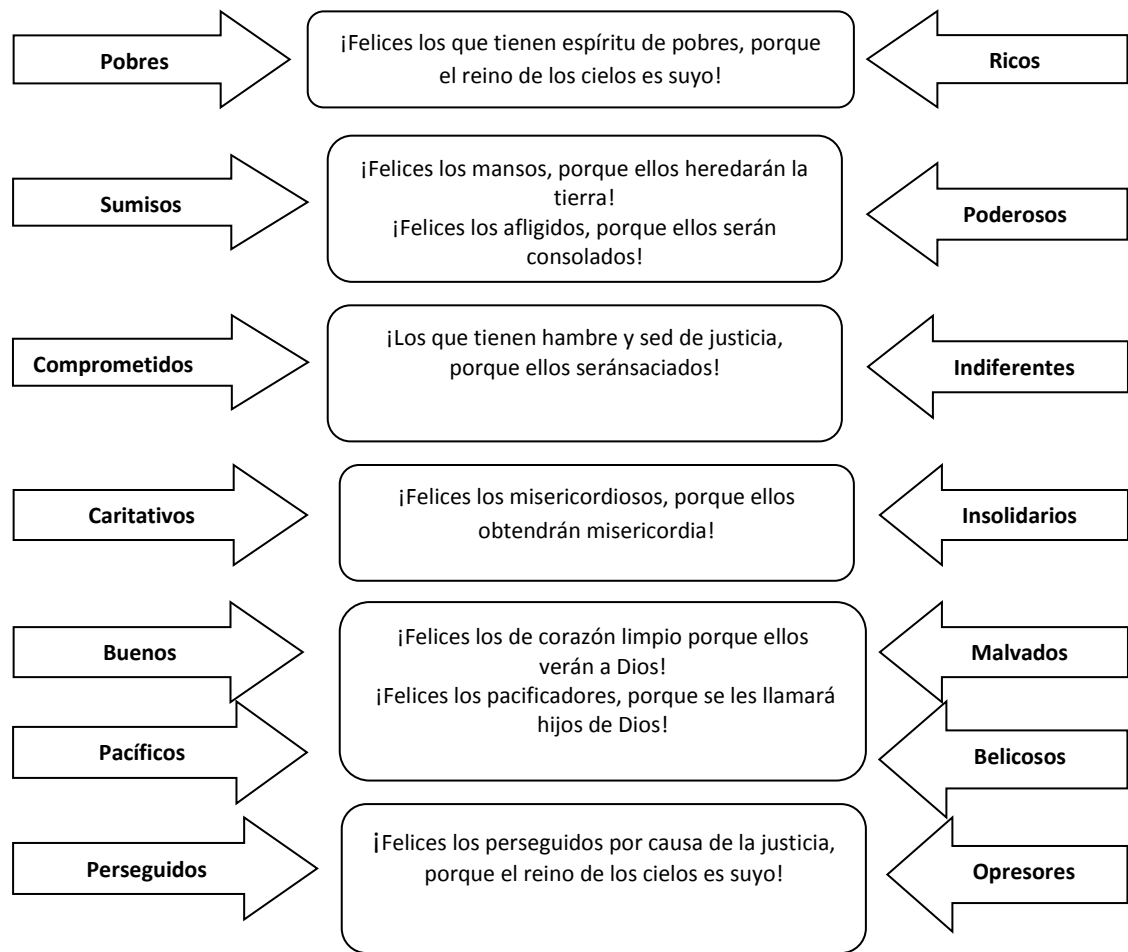 Pobres
¡Felices los que tienen espíritu de pobres, porque
el reino de los cielos es suyo!
Ricos
Sumisos
¡Felices los mansos, porque ellos heredarán la
tierra!
¡Felices los afligidos, porque ellos serán
consolados!
Poderosos
Comprometidos
¡Los que tienen hambre y sed de justicia,
porque ellos seránsaciados!
Indiferentes
Caritativos
¡Felices los misericordiosos, porque ellos
obtendrán misericordia!
Insolidarios
Buenos
¡Felices los de corazón limpio porque ellos
verán a Dios!
¡Felices los pacificadores, porque se les llamará
hijos de Dios!
Malvados
Pacíficos
Belicosos
Perseguidos
¡Felices los perseguidos por causa de la justicia,
porque el reino de los cielos es suyo!
Opresores